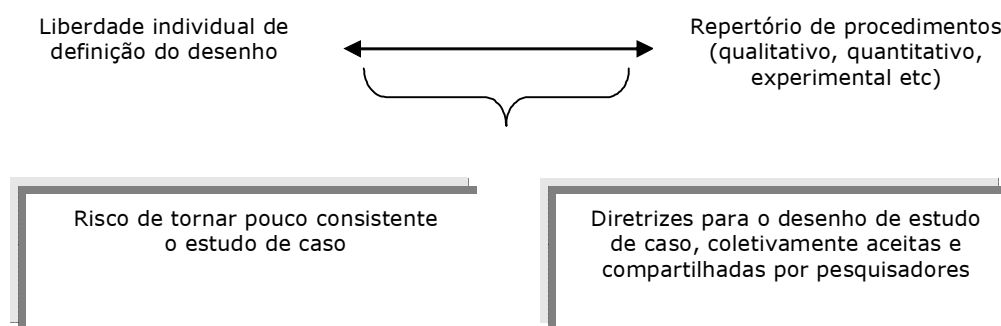 Liberdade individual de
definição do desenho
Repertório de procedimentos
(qualitativo, quantitativo,
experimental etc)
Risco de tornar pouco consistente
o estudo de caso
Diretrizes para o desenho de estudo
de caso, coletivamente aceitas e
compartilhadas por pesquisadores